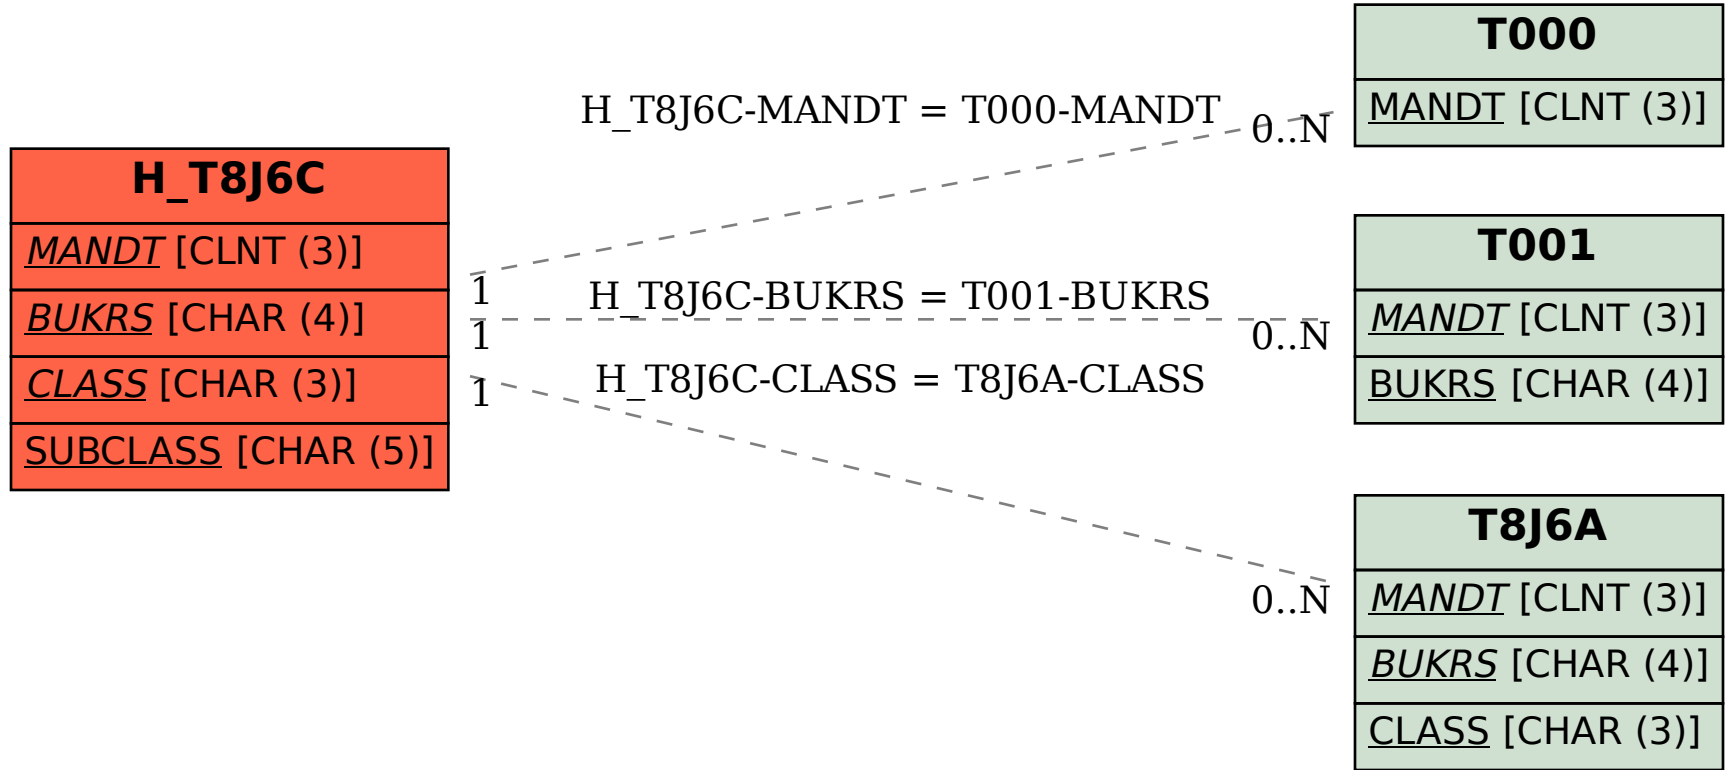 H_T8J6C
MANDT [CLNT (3)]
BUKRS [CHAR (4)]
CLASS [CHAR (3)]
SUBCLASS [CHAR (5)]
H_T8J6C-MANDT = T000-MANDT
0..N
1
H_T8J6C-BUKRS = T001-BUKRS
1
0..N
H_T8J6C-CLASS = T8J6A-CLASS
1
0..N
T000
MANDT [CLNT (3)]
T001
MANDT [CLNT (3)]
BUKRS [CHAR (4)]
T8J6A
MANDT [CLNT (3)]
BUKRS [CHAR (4)]
CLASS [CHAR (3)]